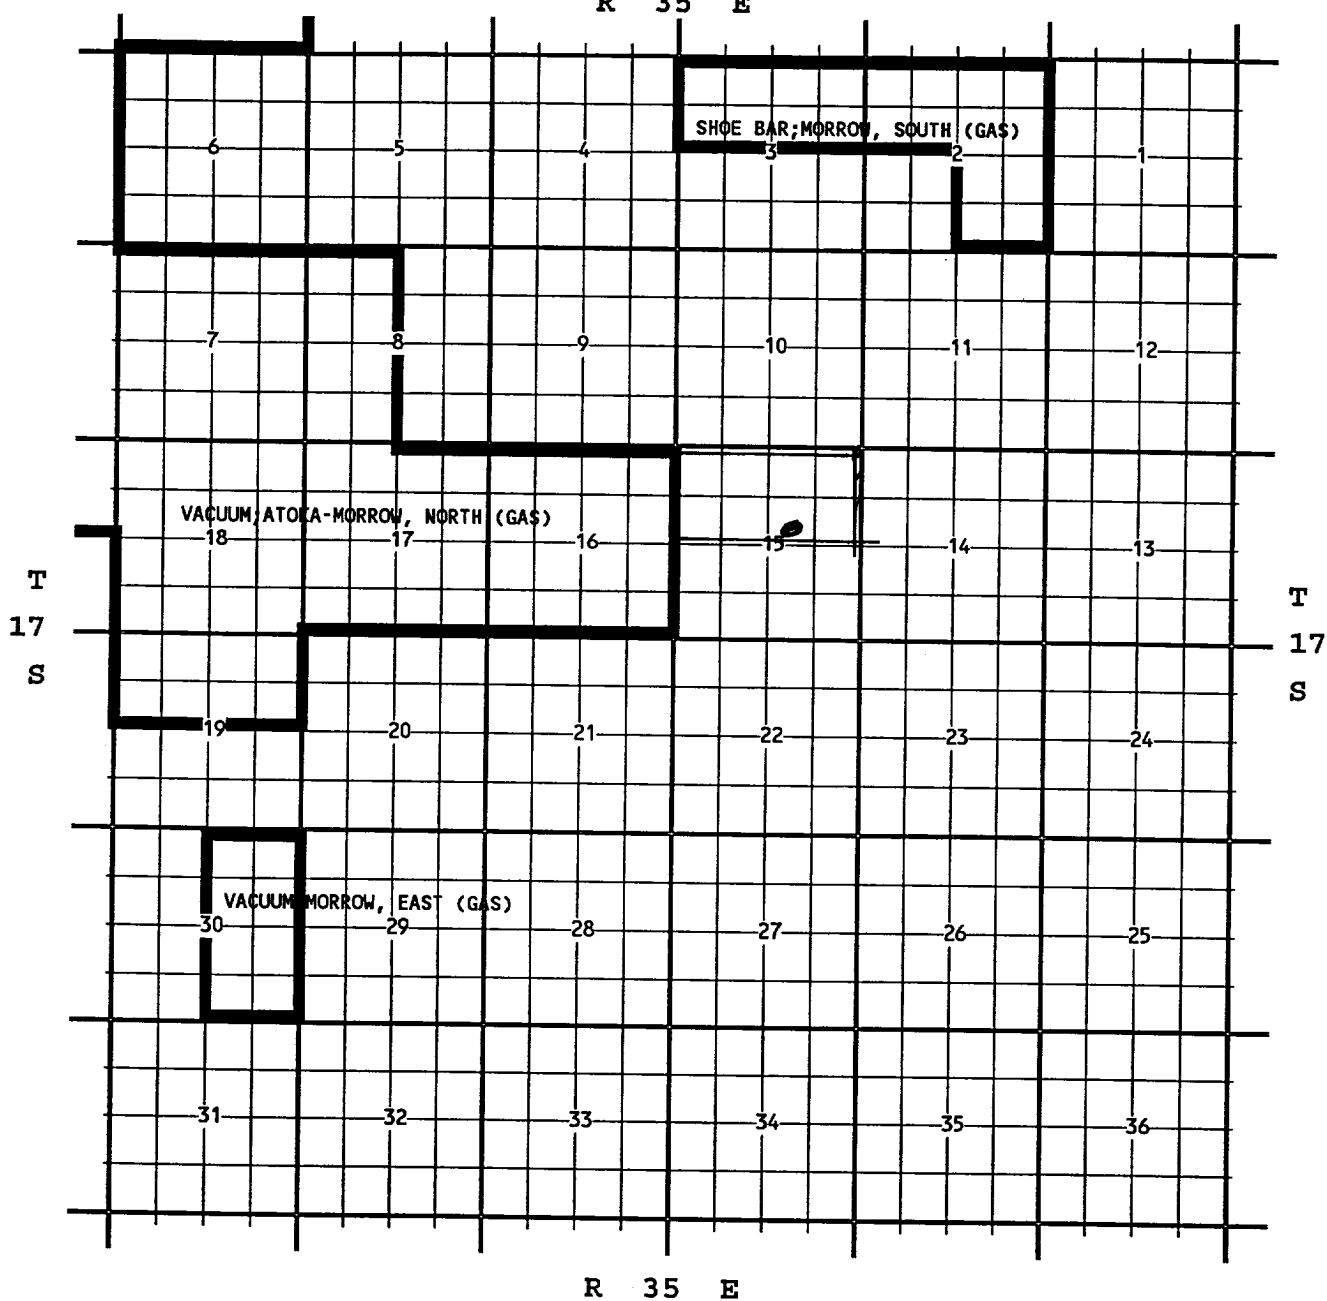 R 35 E
6 5 4 3 2 1
SHOE BAR;MORROW, SOUTH (GAS)
7 8 9 10 11 12
VACUUM;ATOKA-MORROW, NORTH (GAS)
18 17 16 15 14 13
T
17
S
T
17
S
19 20 21 22 23 24
VACUUM MORROW, EAST (GAS)
30 29 28 27 26 25
31 32 33 34 35 36
R 35 E